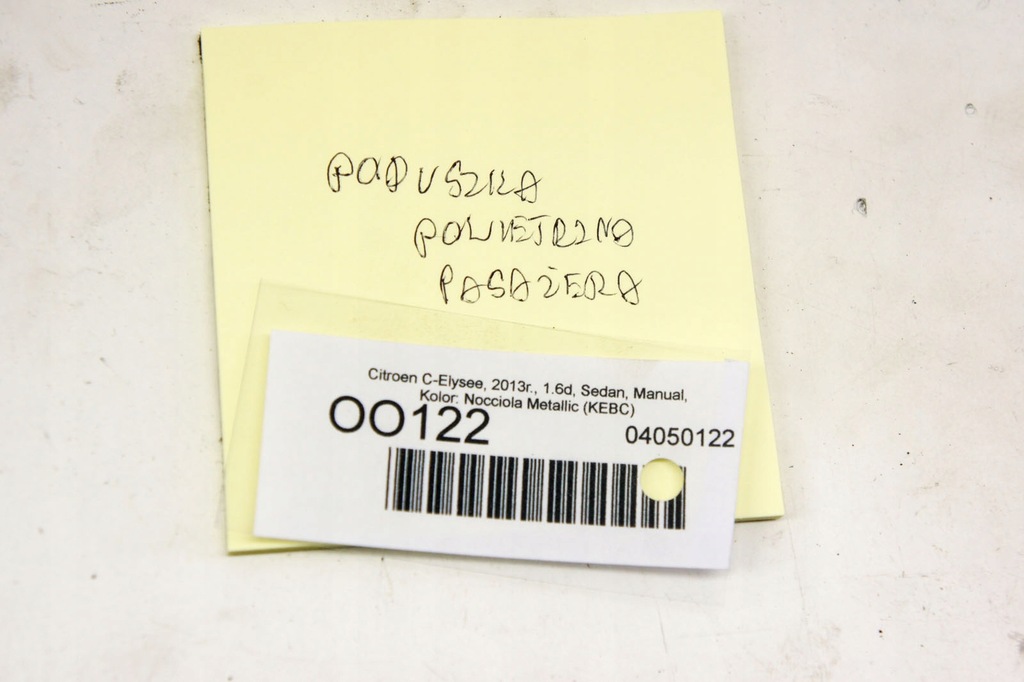 PODUSZKA
POWIETRZNA
PASAŻERA
Citroen C-Elysee, 2013r., 1.6d, Sedan, Manual,
Kolor: Nocciola Metallic (KEBC)
OO122
04050122